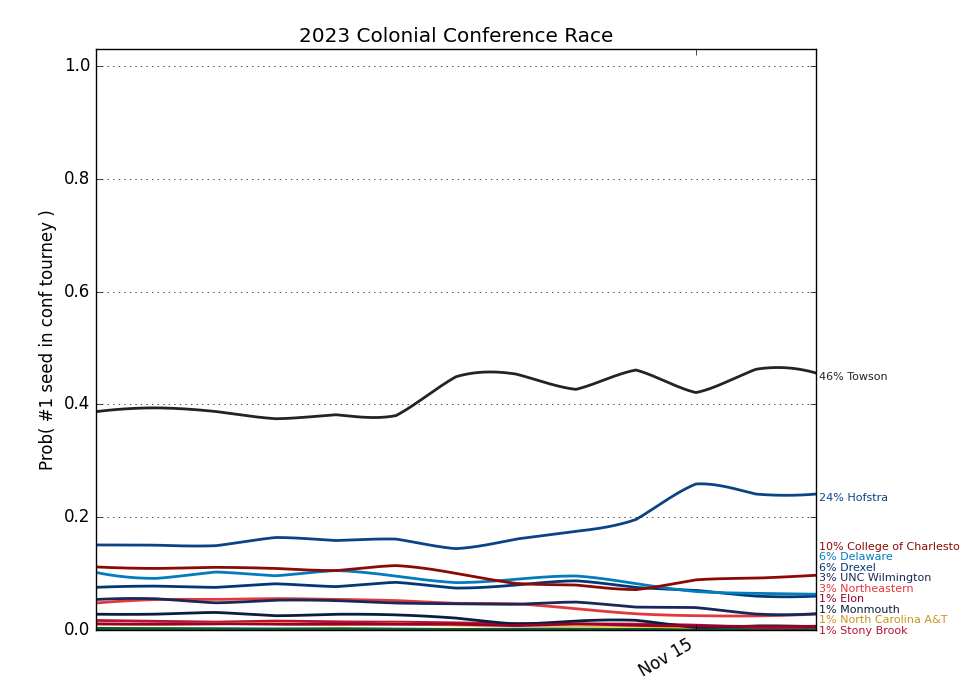 2023 Colonial Conference Race
1.0
0.8
0.6
0.4
0.2
0.0
Prob( #1 seed in conf tourney )
Nov 15
46% Towson
24% Hofstra
10% College of Charlesto
6% Delaware
6% Drexel
3% UNC Wilmington
3% Northeastern
1% Elon
1% Monmouth
1% North Carolina A&T
1% Stony Brook